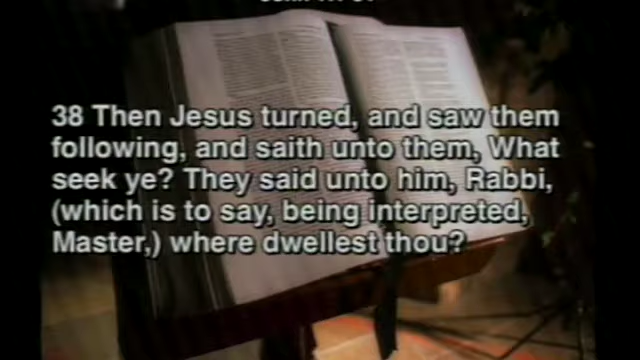 38 Then Jesus turned, and saw them
following, and saith unto them, What
seek ye? They said unto him, Rabbi,
(which is to say, being interpreted,
Master,) where dwellest thou?